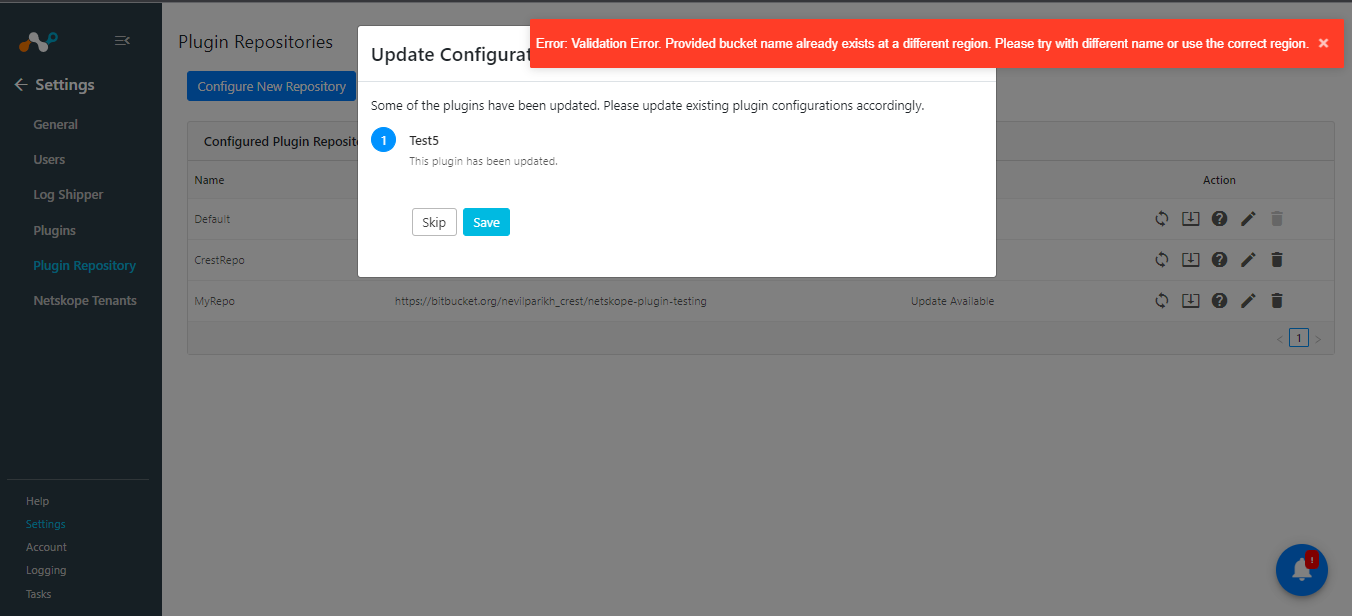 Settings
General
Users
Log Shipper
Plugins
Plugin Repository
Netskope Tenants
Help
Settings
Account
Logging
Tasks
Plugin Repositories
Configure New Repository
Configured Plugin Reposit
Name
Action
Default
CrestRepo
MyRepo https://bitbucket.org/nevilparikh_crest/netskope-plugin-testing Update Available
< 1 >
Update Configurat
Some of the plugins have been updated. Please update existing plugin configurations accordingly.
1 Test5
This plugin has been updated.
Skip Save
Error: Validation Error. Provided bucket name already exists at a different region. Please try with different name or use the correct region. ×
!